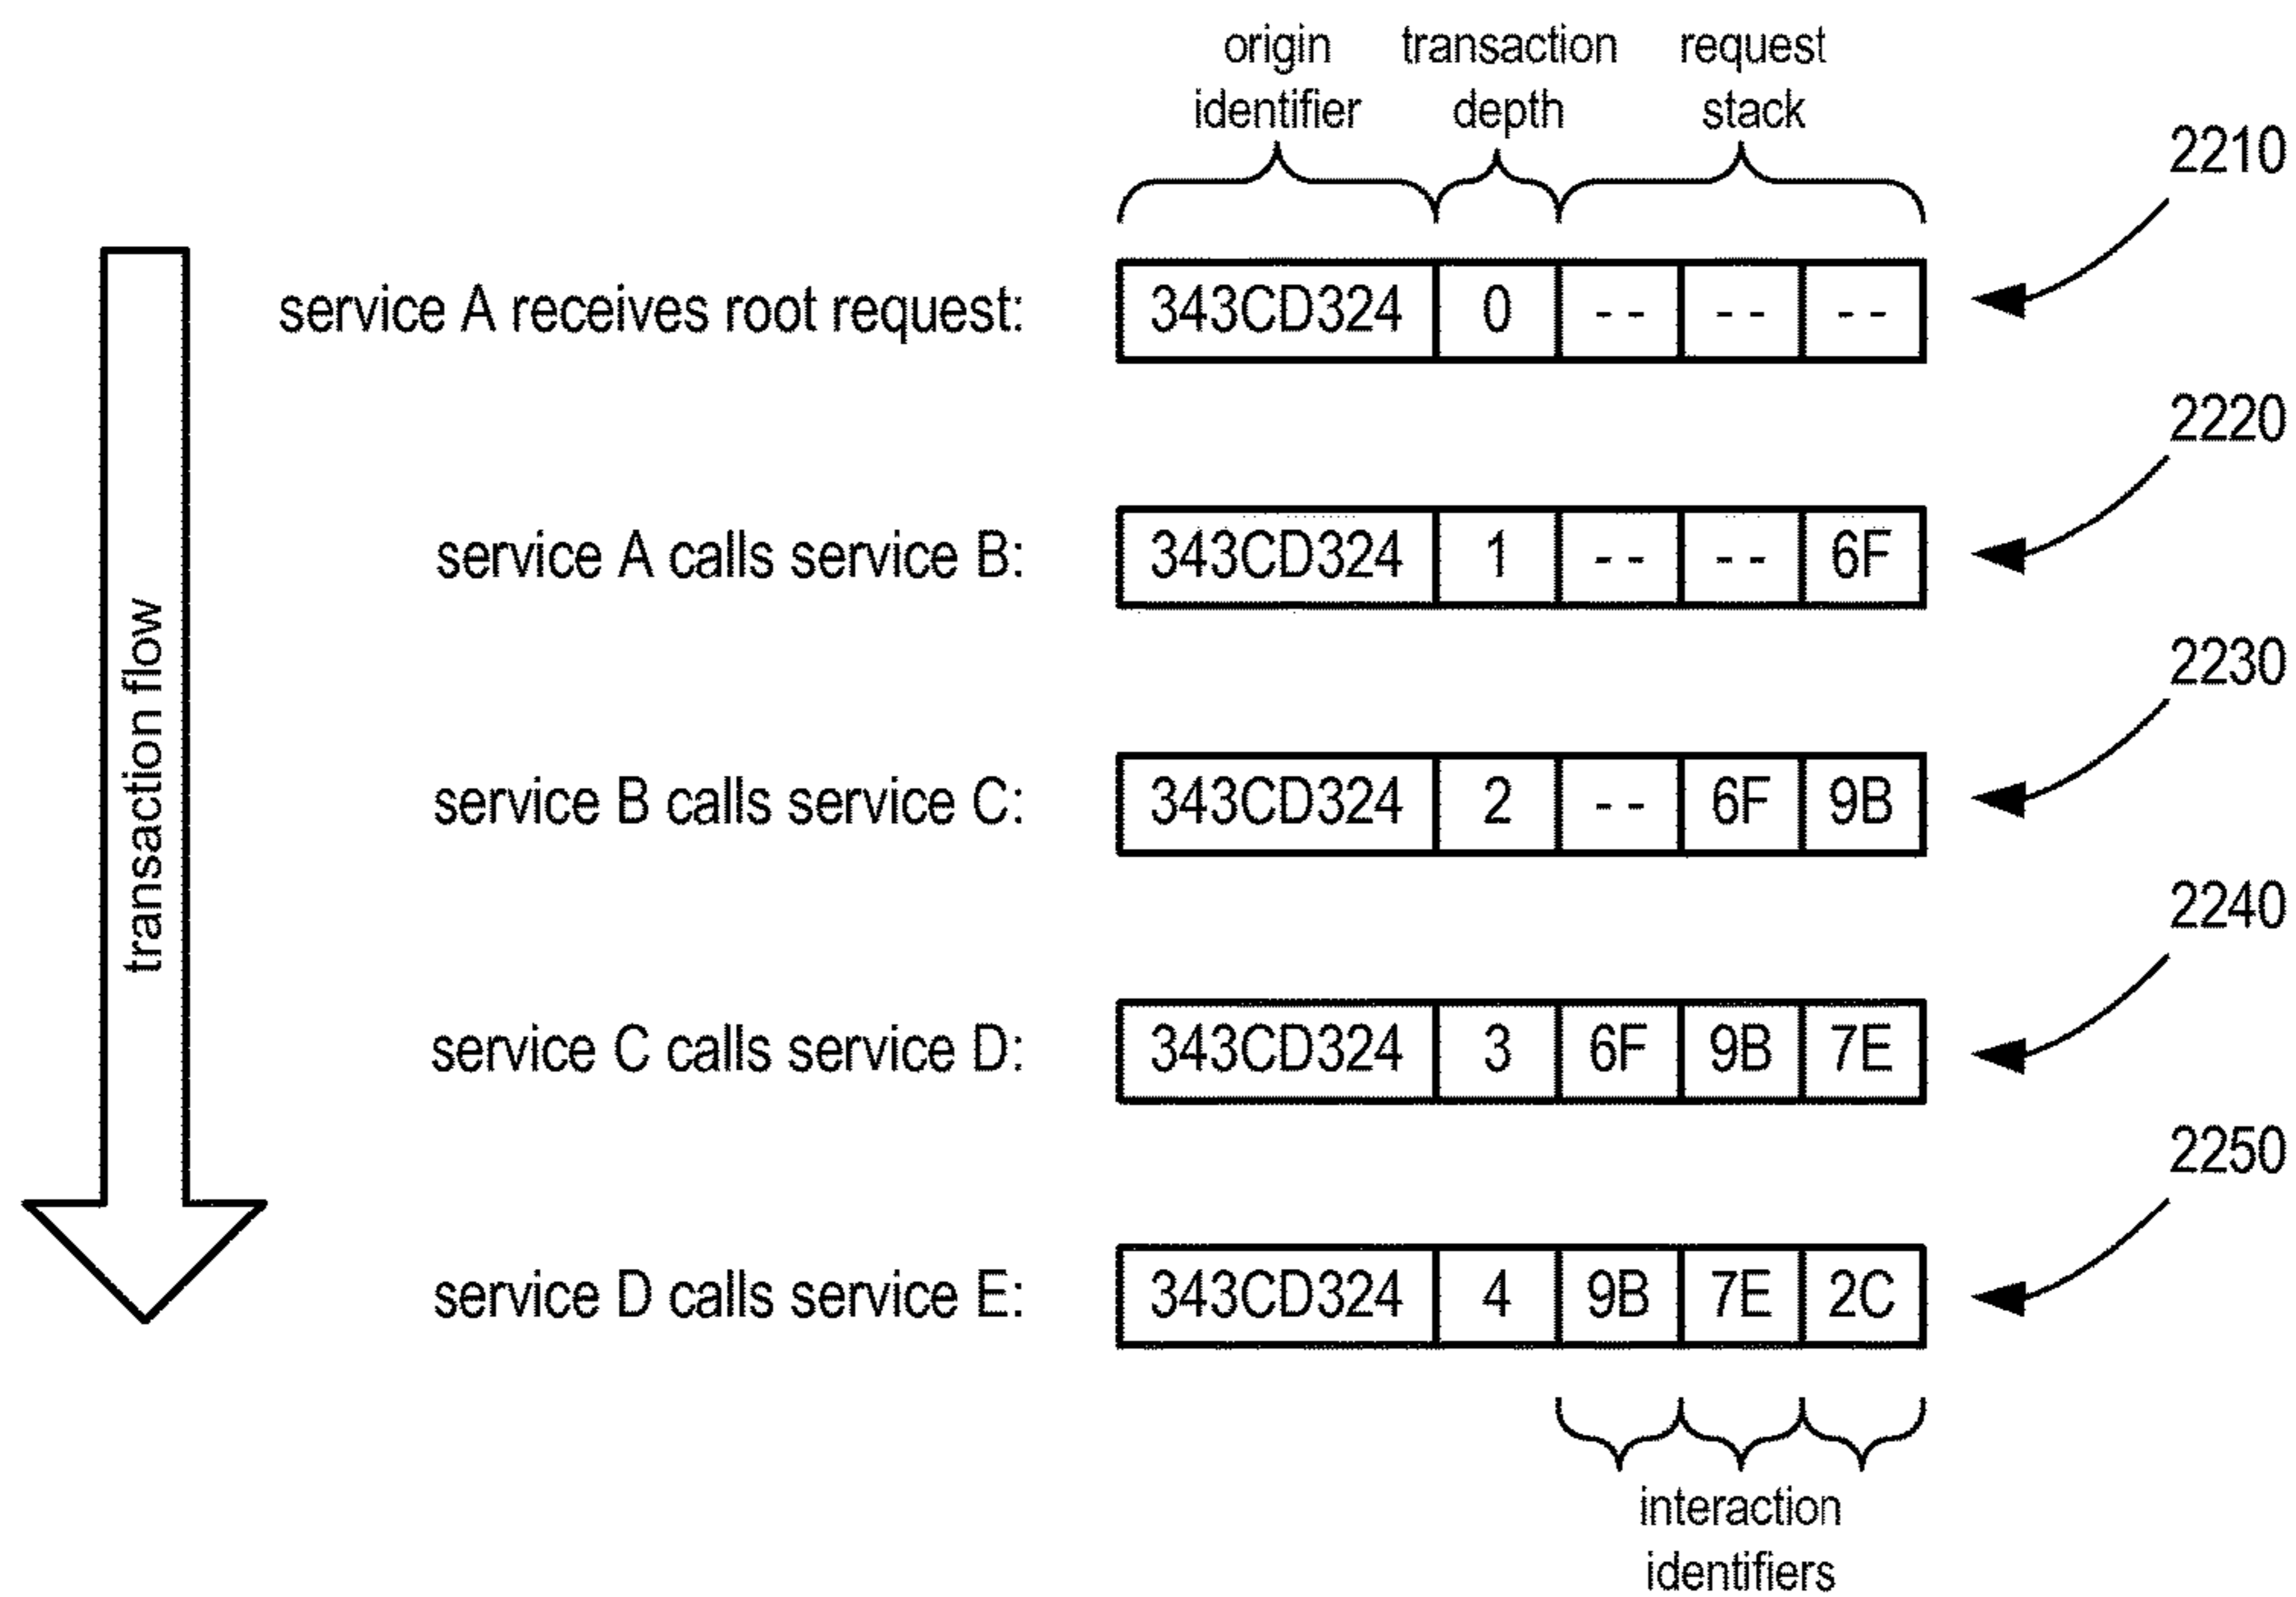 origin transaction request
identifier depth stack
2210
service A receives root request: 343CD324 0 -- -- --
2220
service A calls service B: 343CD324 1 -- -- 6F
2230
service B calls service C: 343CD324 2 -- 6F 9B
2240
service C calls service D: 343CD324 3 6F 9B 7E
2250
service D calls service E: 343CD324 4 9B 7E 2C
transaction flow
interaction
identifiers